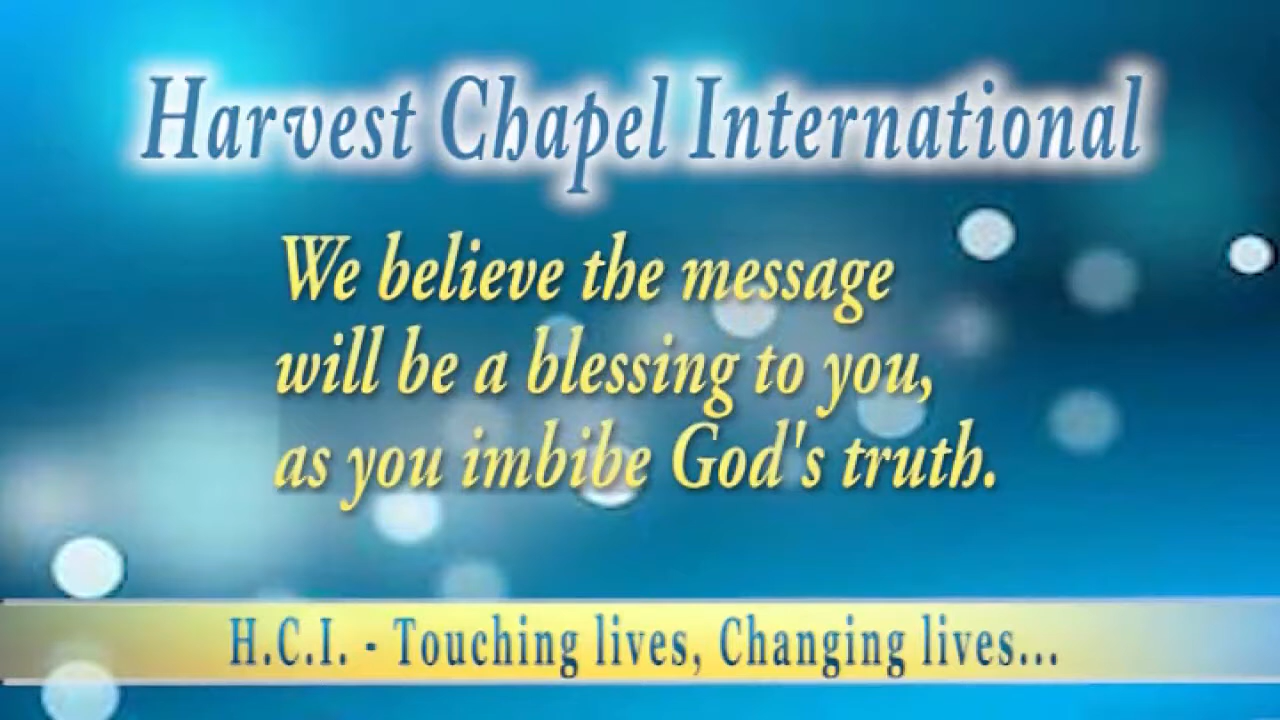 Harvest Chapel International
We believe the message
will be a blessing to you,
as you imbibe God's truth.
H.C.I. - Touching lives, Changing lives...